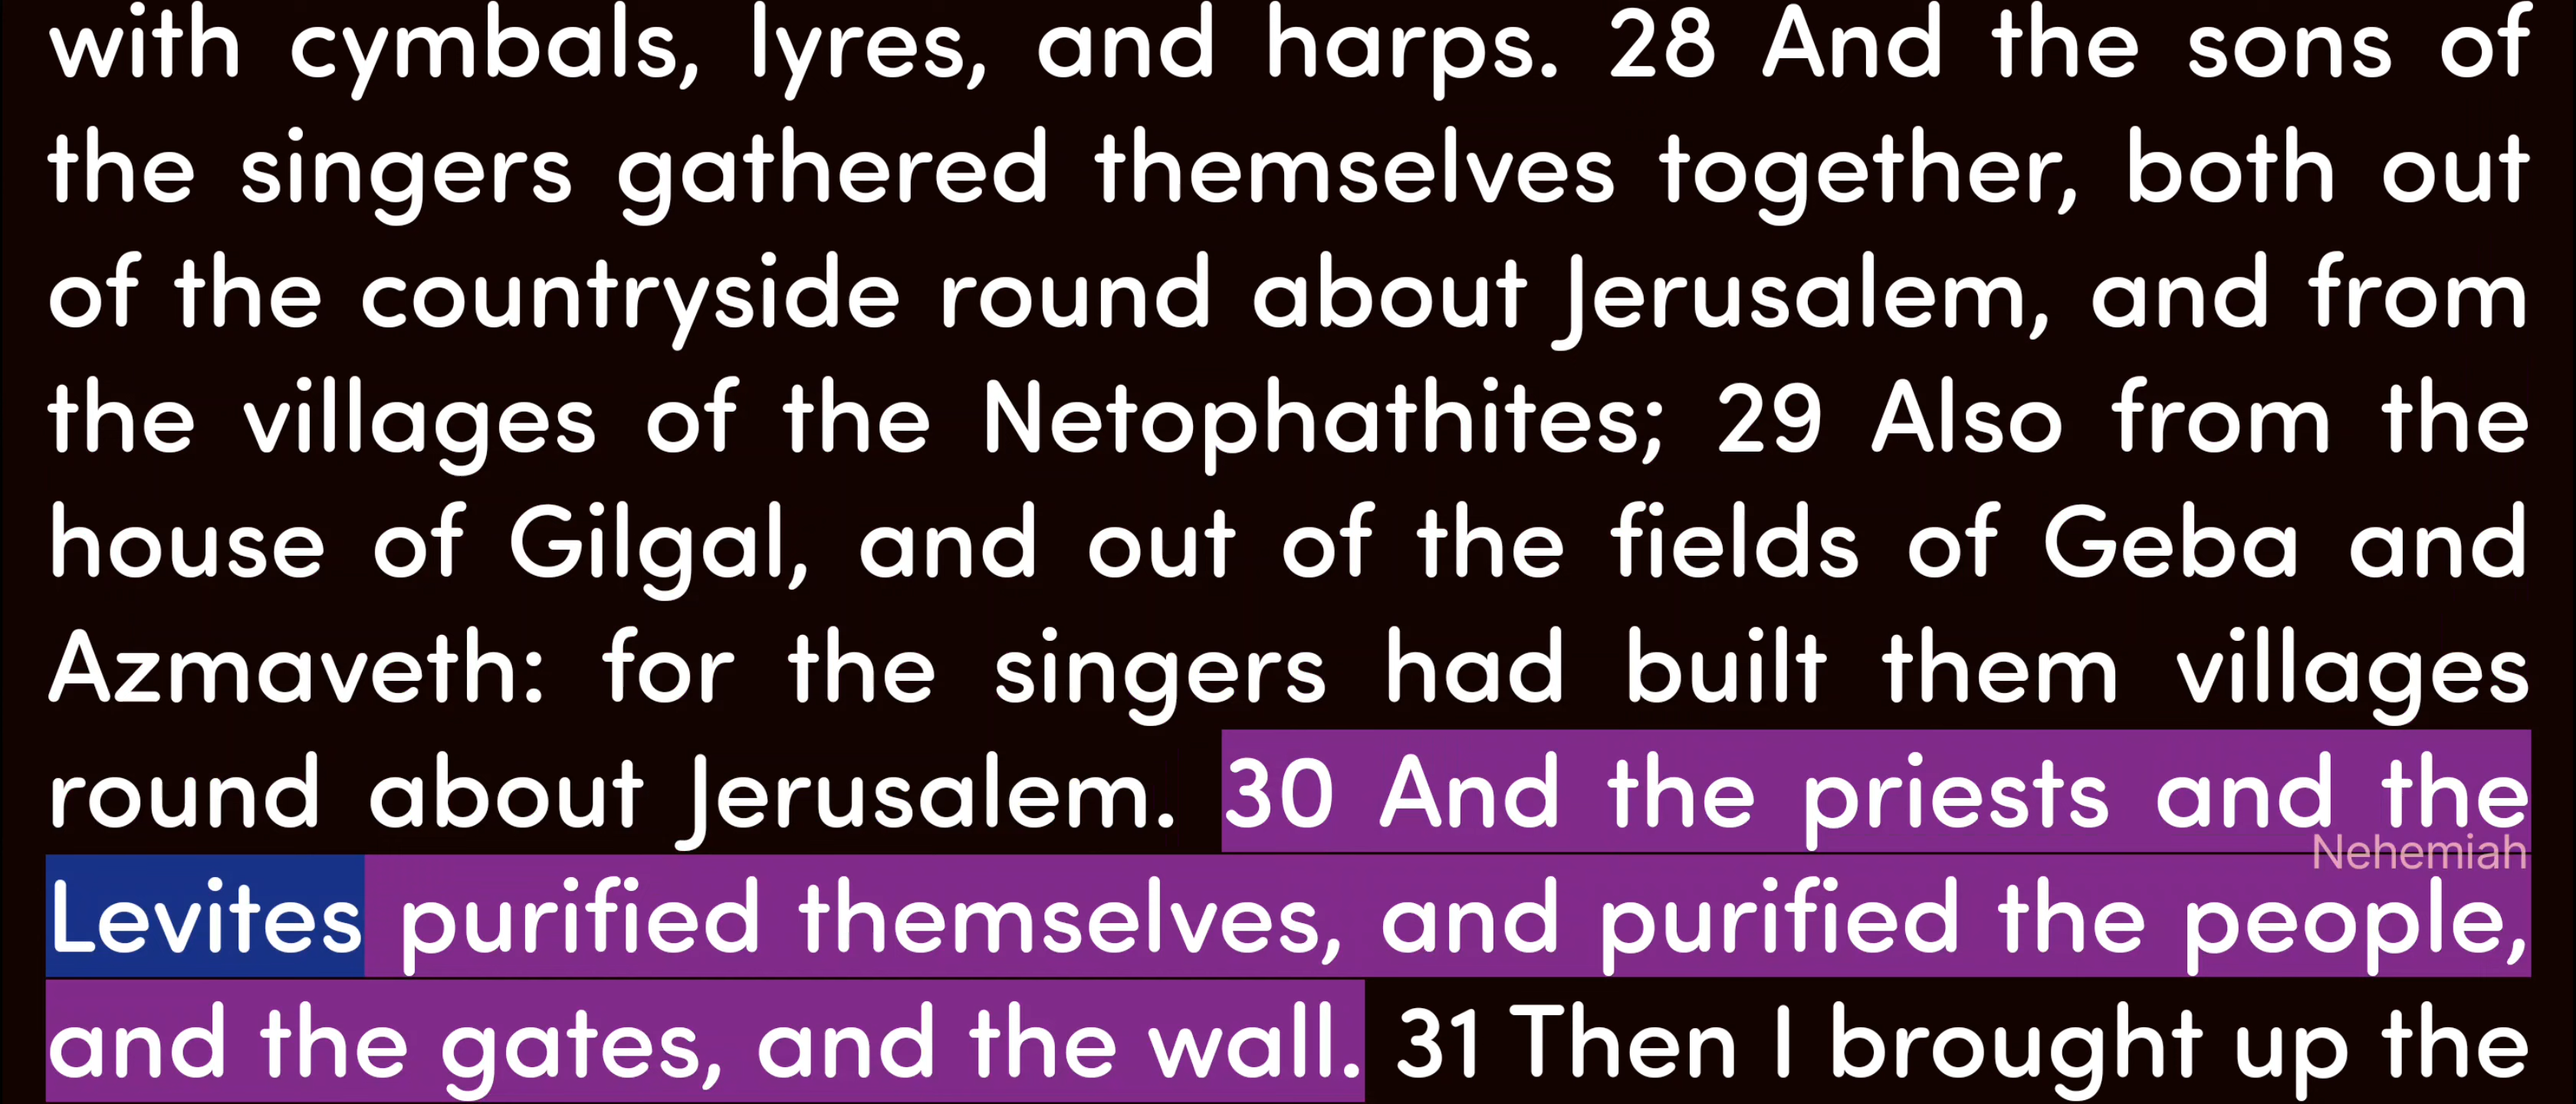 with cymbals, lyres, and harps. 28 And the sons of
the singers gathered themselves together, both out
of the countryside round about Jerusalem, and from
the villages of the Netophathites; 29 Also from the
house of Gilgal, and out of the fields of Geba and
Azmaveth: for the singers had built them villages
round about Jerusalem. 30 And the priests and the
Nehemiah
Levites purified themselves, and purified the people,
and the gates, and the wall. 31 Then I brought up the